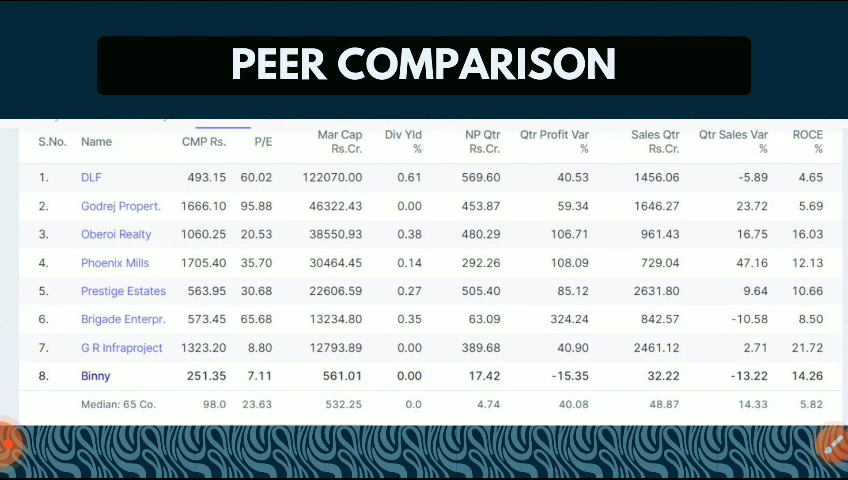 PEER COMPARISON
S.No. Name CMP Rs. P/E Mar Cap Rs.Cr. Div Yld % NP Qtr Rs.Cr. Qtr Profit Var % Sales Qtr Rs.Cr. Qtr Sales Var % ROCE %
1. DLF 493.15 60.02 122070.00 0.61 569.60 40.53 1456.06 -5.89 4.65
2. Godrej Propert. 1666.10 95.88 46322.43 0.00 453.87 59.34 1646.27 23.72 5.69
3. Oberoi Realty 1060.25 20.53 38550.93 0.38 480.29 106.71 961.43 16.75 16.03
4. Phoenix Mills 1705.40 35.70 30464.45 0.14 292.26 108.09 729.04 47.16 12.13
5. Prestige Estates 563.95 30.68 22606.59 0.27 505.40 85.12 2631.80 9.64 10.66
6. Brigade Enterpr. 573.45 65.68 13234.80 0.35 63.09 324.24 842.57 -10.58 8.50
7. G R Infraproject 1323.20 8.80 12793.89 0.00 389.68 40.90 2461.12 2.71 21.72
8. Binny 251.35 7.11 561.01 0.00 17.42 -15.35 32.22 -13.22 14.26
Median: 65 Co. 98.0 23.63 532.25 0.0 4.74 40.08 48.87 14.33 5.82